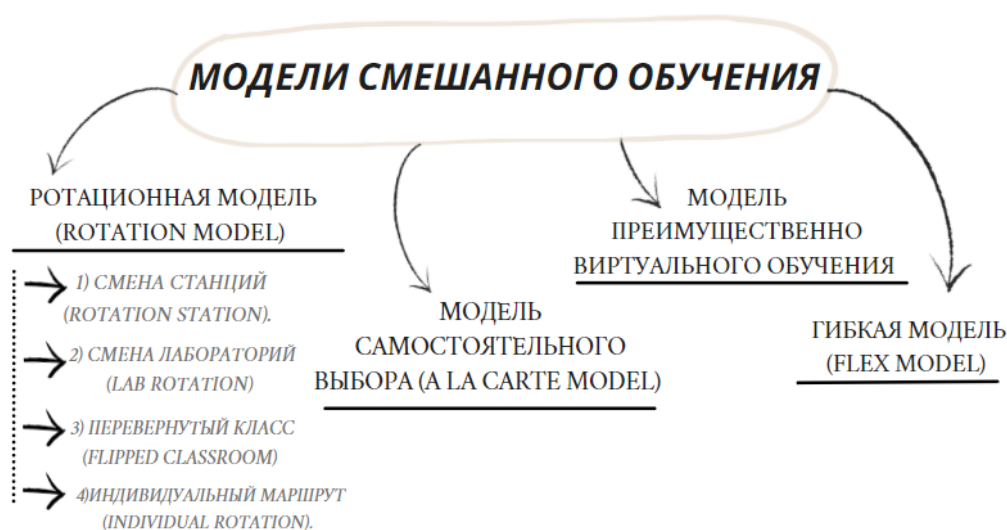 МОДЕЛИ СМЕШАННОГО ОБУЧЕНИЯ
РОТАЦИОННАЯ МОДЕЛЬ
(ROTATION MODEL)
1) СМЕНА СТАНЦИЙ
(ROTATION STATION).
2) СМЕНА ЛАБОРАТОРИЙ
(LAB ROTATION)
3) ПЕРЕВЕРНУТЫЙ КЛАСС
(FLIPPED CLASSROOM)
4)ИНДИВИДУАЛЬНЫЙ МАРШРУТ
(INDIVIDUAL ROTATION).
МОДЕЛЬ
САМОСТОЯТЕЛЬНОГО
ВЫБОРА (A LA CARTE MODEL)
МОДЕЛЬ
ПРЕИМУЩЕСТВЕННО
ВИРТУАЛЬНОГО ОБУЧЕНИЯ
ГИБКАЯ МОДЕЛЬ
(FLEX MODEL)